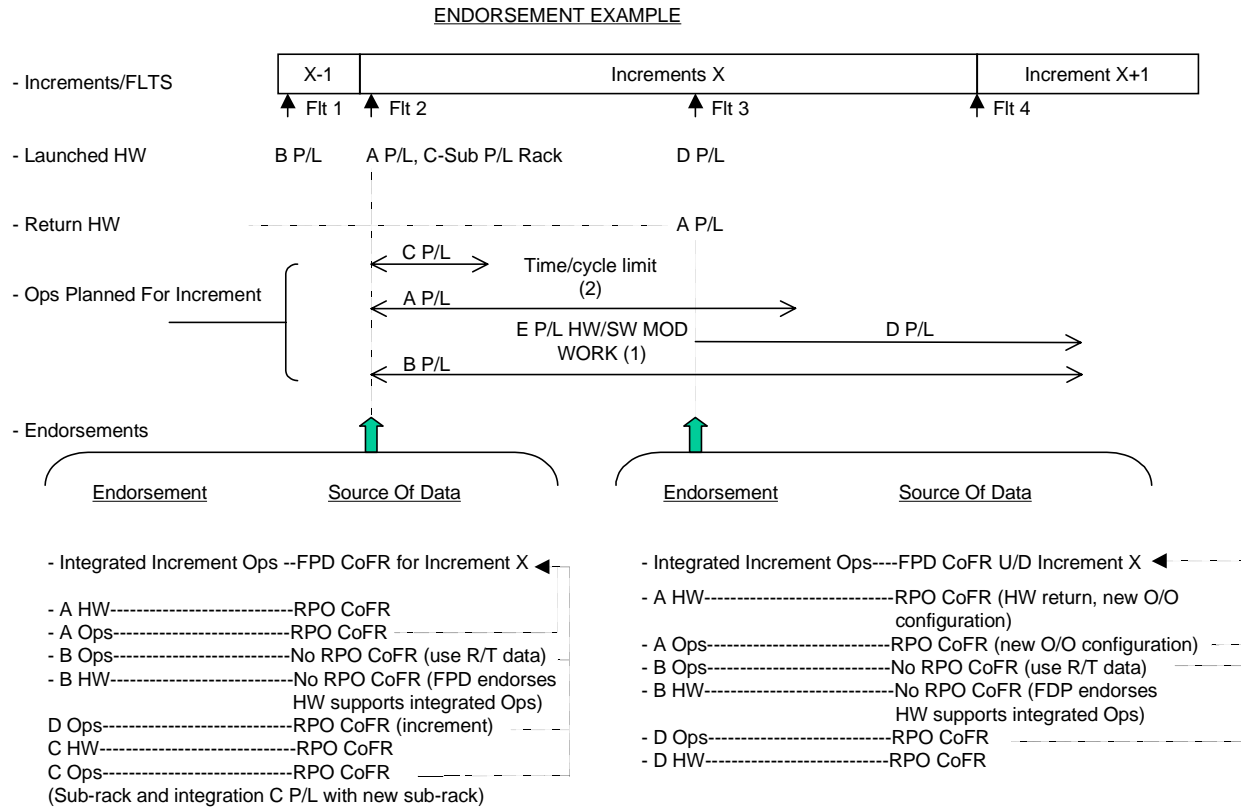 ENDORSEMENT EXAMPLE
- Increments/FLTS
X-1
Increments X
Increment X+1
Flt 1
Flt 2
Flt 3
Flt 4
- Launched HW
B P/L
A P/L, C-Sub P/L Rack
D P/L
- Return HW
A P/L
- Ops Planned For Increment
C P/L
Time/cycle limit
(2)
A P/L
E P/L HW/SW MOD
WORK (1)
D P/L
B P/L
- Endorsements
Endorsement
Source Of Data
- Integrated Increment Ops --FPD CoFR for Increment X
- A HW----------------------------RPO CoFR
- A Ops---------------------------RPO CoFR
- B Ops---------------------------No RPO CoFR (use R/T data)
- B HW----------------------------No RPO CoFR (FPD endorses
HW supports integrated Ops)
D Ops----------------------------RPO CoFR (increment)
C HW-----------------------------RPO CoFR
C Ops----------------------------RPO CoFR
(Sub-rack and integration C P/L with new sub-rack)
Endorsement
Source Of Data
- Integrated Increment Ops----FPD CoFR U/D Increment X
- A HW----------------------------RPO CoFR (HW return, new O/O
configuration)
- A Ops---------------------------RPO CoFR (new O/O configuration)
- B Ops---------------------------No RPO CoFR (use R/T data)
- B HW----------------------------No RPO CoFR (FDP endorses
HW supports integrated Ops)
- D Ops---------------------------RPO CoFR
- D HW---------------------------RPO CoFR